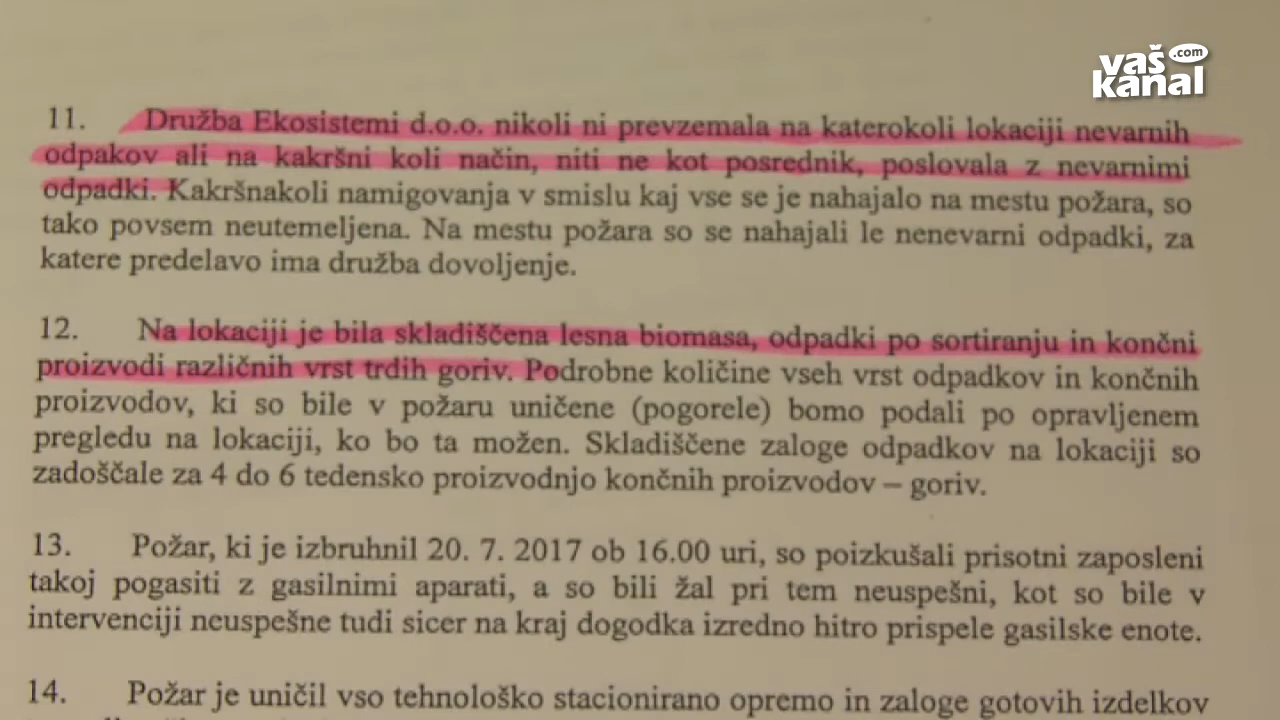 vaš
.com
kanal
11. Družba Ekosistemi d.o.o. nikoli ni prevzemala na katerokoli lokaciji nevarnih
odpakov ali na kakršni koli način, niti ne kot posrednik, poslovala z nevarnimi
odpadki. Kakršnakoli namigovanja v smislu kaj vse se je nahajalo na mestu požara, so
tako povsem neutemeljena. Na mestu požara so se nahajali le nenevarni odpadki, za
katere predelavo ima družba dovoljenje.
12. Na lokaciji je bila skladiščena lesna biomasa, odpadki po sortiranju in končni
proizvodi različnih vrst trdih goriv. Podrobne količine vseh vrst odpadkov in končnih
proizvodov, ki so bile v požaru uničene (pogorele) bomo podali po opravljenem
pregledu na lokaciji, ko bo ta možen. Skladiščene zaloge odpadkov na lokaciji so
zadoščale za 4 do 6 tedensko proizvodnjo končnih proizvodov – goriv.
13. Požar, ki je izbruhnil 20. 7. 2017 ob 16.00 uri, so poizkušali prisotni zaposleni
takoj pogasiti z gasilnimi aparati, a so bili žal pri tem neuspešni, kot so bile v
intervenciji neuspešne tudi sicer na kraj dogodka izredno hitro prispele gasilske enote.
14. Požar je uničil vso tehnološko stacionirano opremo in zaloge gotovih izdelkov